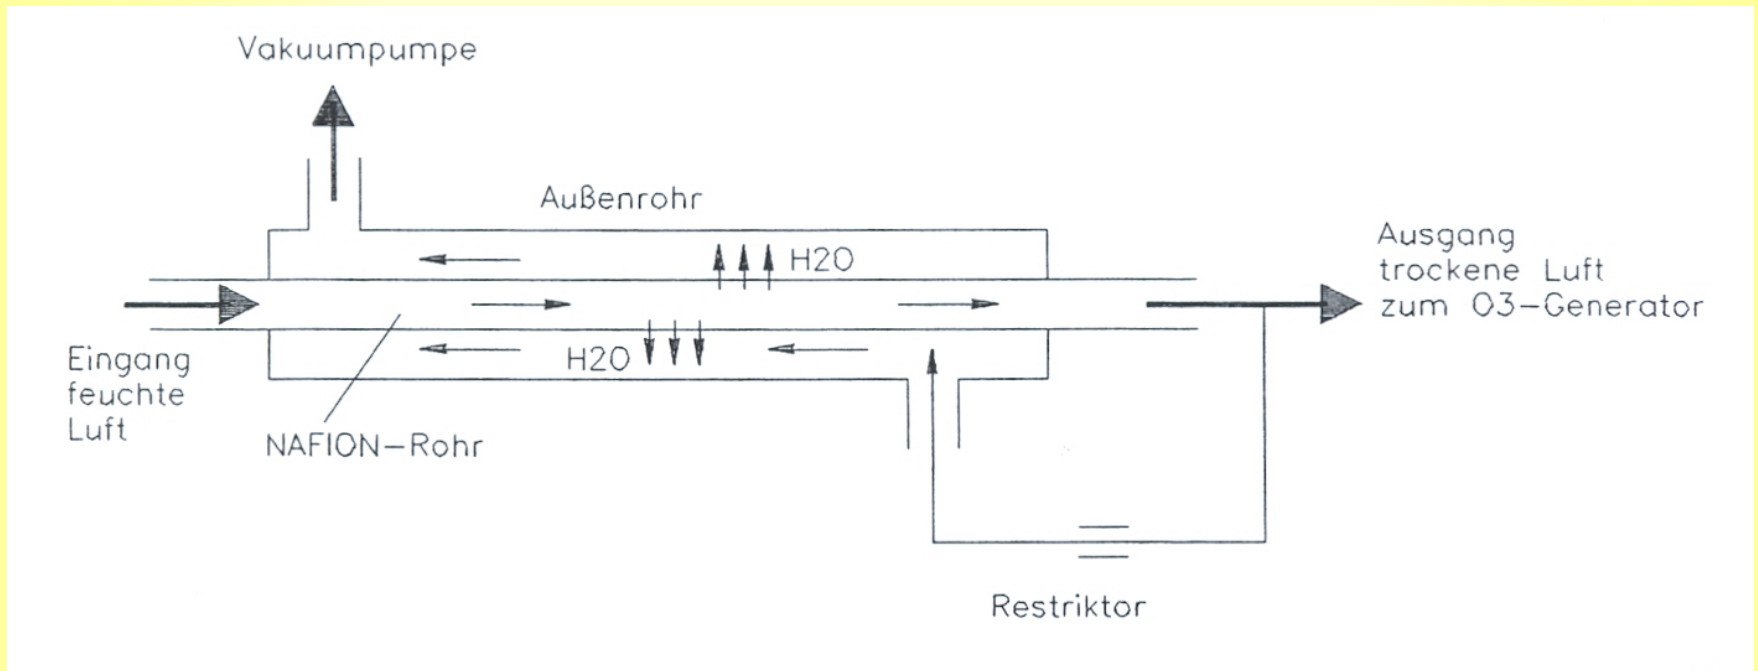 Vakuumpumpe
Außenrohr
H2O
Ausgang
trockene Luft
zum O3-Generator
Eingang
feuchte
Luft
H2O
NAFION-Rohr
Restriktor